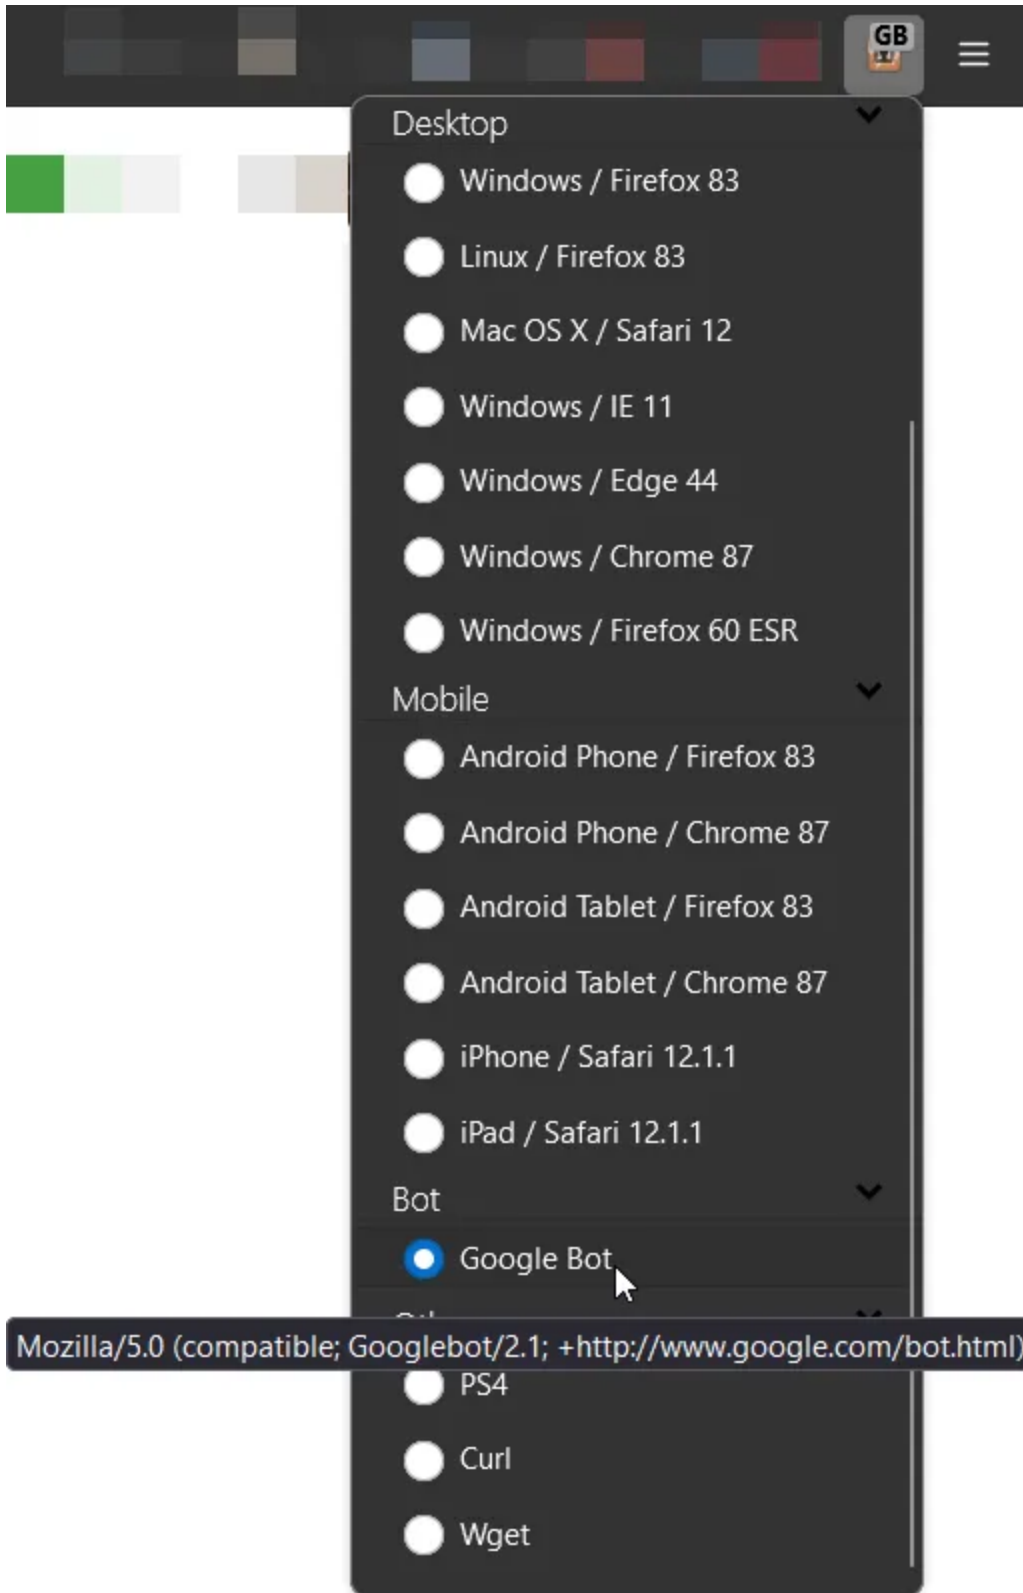 GB
Desktop
Windows / Firefox 83
Linux / Firefox 83
Mac OS X / Safari 12
Windows / IE 11
Windows / Edge 44
Windows / Chrome 87
Windows / Firefox 60 ESR
Mobile
Android Phone / Firefox 83
Android Phone / Chrome 87
Android Tablet / Firefox 83
Android Tablet / Chrome 87
iPhone / Safari 12.1.1
iPad / Safari 12.1.1
Bot
Google Bot
Mozilla/5.0 (compatible; Googlebot/2.1; +http://www.google.com/bot.html)
PS4
Curl
Wget